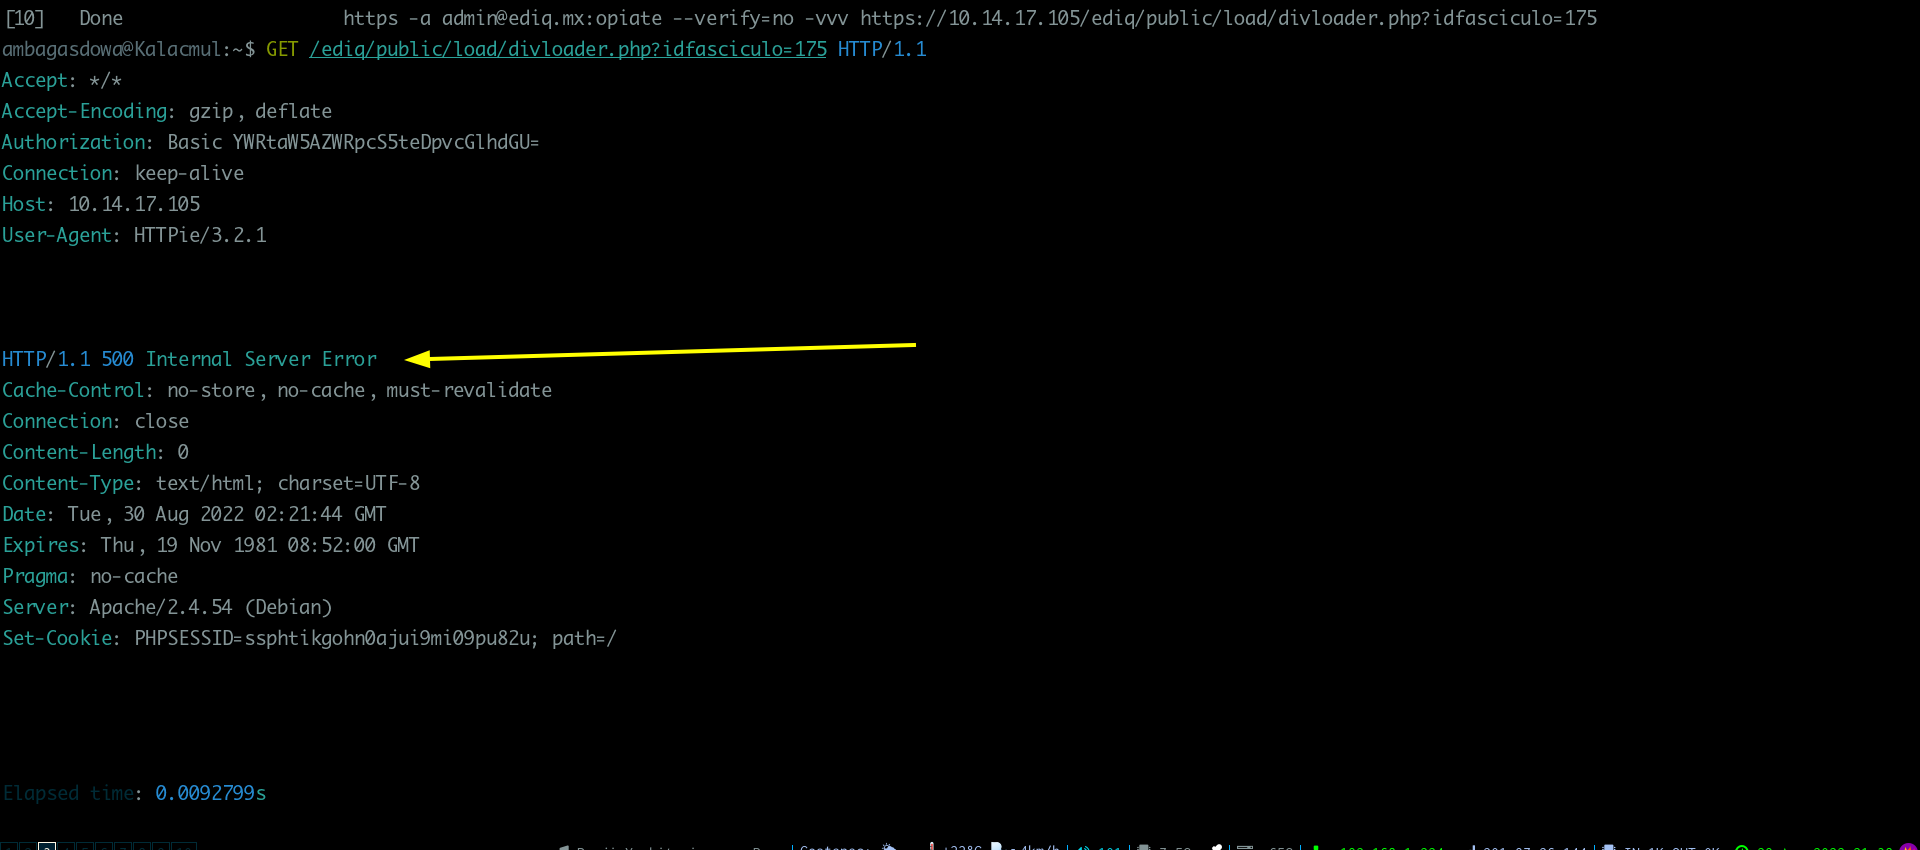 [10]   Done                    https -a admin@ediq.mx:opiate --verify=no -vvv https://10.14.17.105/ediq/public/load/divloader.php?idfasciculo=175
ambagasdowa@Kalacmul:~$ GET /ediq/public/load/divloader.php?idfasciculo=175 HTTP/1.1
Accept: */*
Accept-Encoding: gzip, deflate
Authorization: Basic YWRtaW5AZWRpcS5teDpvcGlhdGU=
Connection: keep-alive
Host: 10.14.17.105
User-Agent: HTTPie/3.2.1
HTTP/1.1 500 Internal Server Error
Cache-Control: no-store, no-cache, must-revalidate
Connection: close
Content-Length: 0
Content-Type: text/html; charset=UTF-8
Date: Tue, 30 Aug 2022 02:21:44 GMT
Expires: Thu, 19 Nov 1981 08:52:00 GMT
Pragma: no-cache
Server: Apache/2.4.54 (Debian)
Set-Cookie: PHPSESSID=ssphtikgohn0ajui9mi09pu82u; path=/
Elapsed time: 0.0092799s